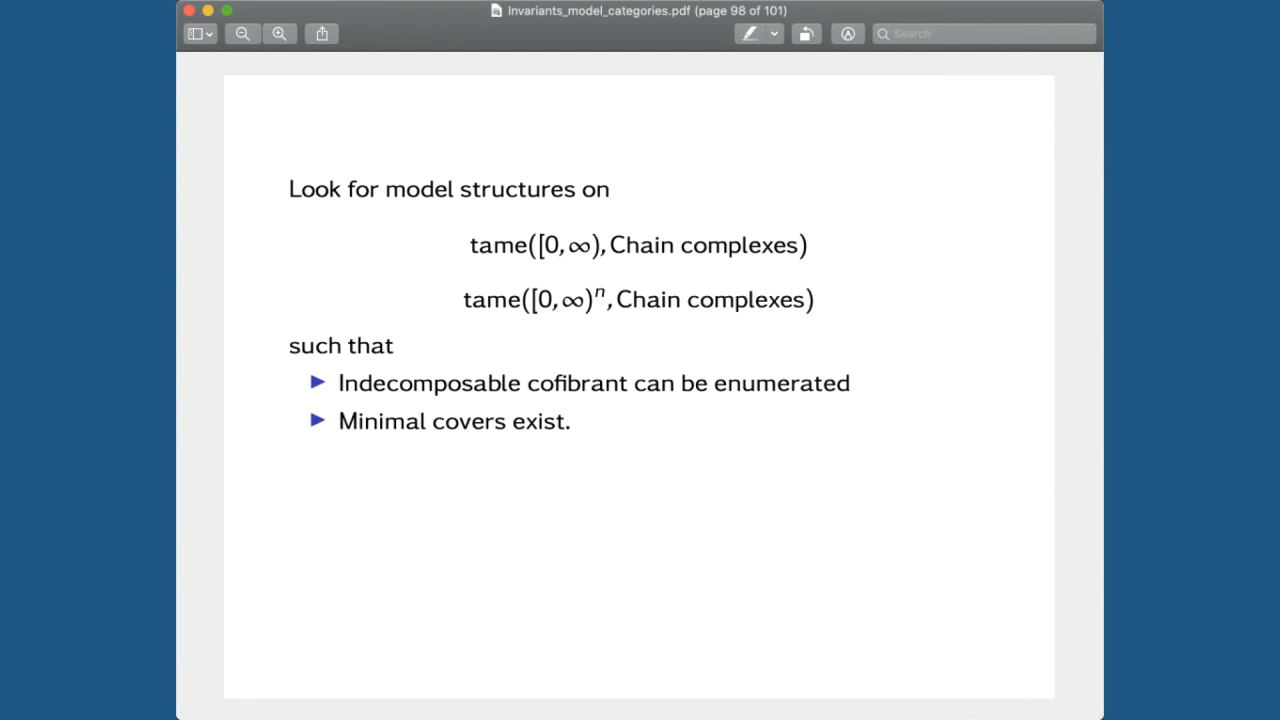 Invariants_model_categories.pdf (page 98 of 101)
Search
Look for model structures on
tame([0, ∞), Chain complexes)
tame([0, ∞)ⁿ, Chain complexes)
such that
▶ Indecomposable cofibrant can be enumerated
▶ Minimal covers exist.